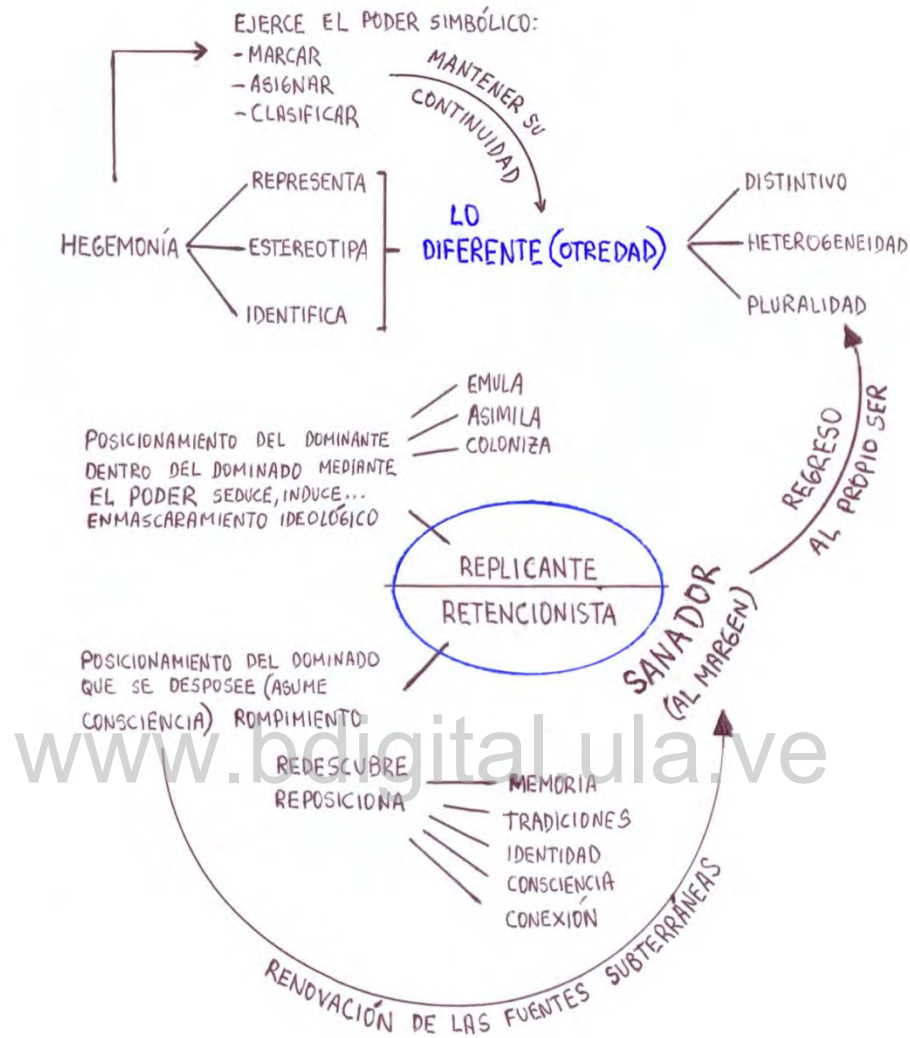 EJERCE EL PODER SIMBÓLICO:
- MARCAR
- ASIGNAR
- CLASIFICAR
MANTENER SU
CONTINUIDAD
HEGEMONÍA
REPRESENTA
ESTEREOTIPA
IDENTIFICA
LO
DIFERENTE (OTREDAD)
DISTINTIVO
HETEROGENEIDAD
PLURALIDAD
EMULA
ASIMILA
COLONIZA
POSICIONAMIENTO DEL DOMINANTE
DENTRO DEL DOMINADO MEDIANTE
EL PODER SEDUCE, INDUCE...
ENMASCARAMIENTO IDEOLÓGICO
REPLICANTE
RETENCIONISTA
SANADOR
(AL MARGEN)
REGRESO
AL PROPIO SER
POSICIONAMIENTO DEL DOMINADO
QUE SE DESPOSEE (ASUME
CONSCIENCIA) ROMPIMIENTO
www.bdigital.ula.ve
REDESCUBRE
REPOSICIONA
MEMORIA
TRADICIONES
IDENTIDAD
CONSCIENCIA
CONEXIÓN
RENOVACIÓN DE LAS FUENTES SUBTERRÁNEAS